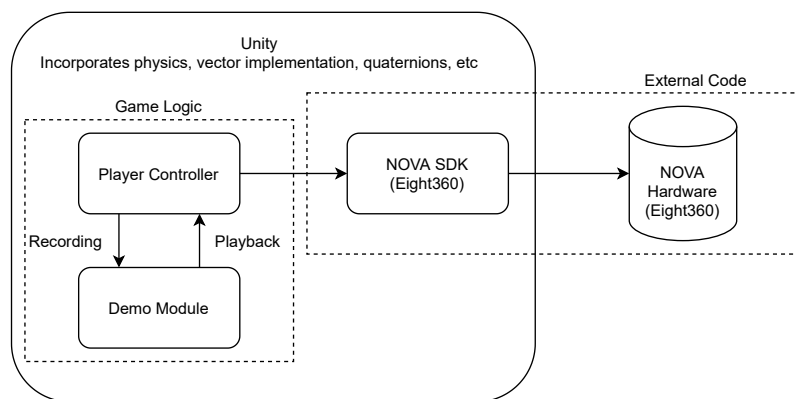 Unity
Incorporates physics, vector implementation, quaternions, etc
External Code
Game Logic
Player Controller
NOVA SDK
(Eight360)
NOVA
Hardware
(Eight360)
Recording
Playback
Demo Module